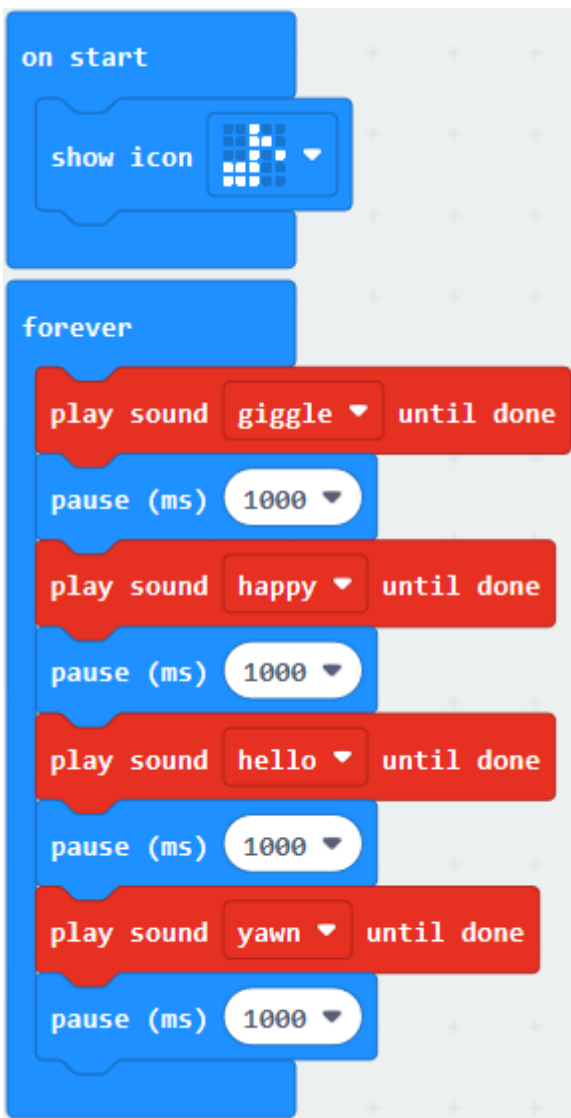 on start
show icon
forever
play sound giggle until done
pause (ms) 1000
play sound happy until done
pause (ms) 1000
play sound hello until done
pause (ms) 1000
play sound yawn until done
pause (ms) 1000